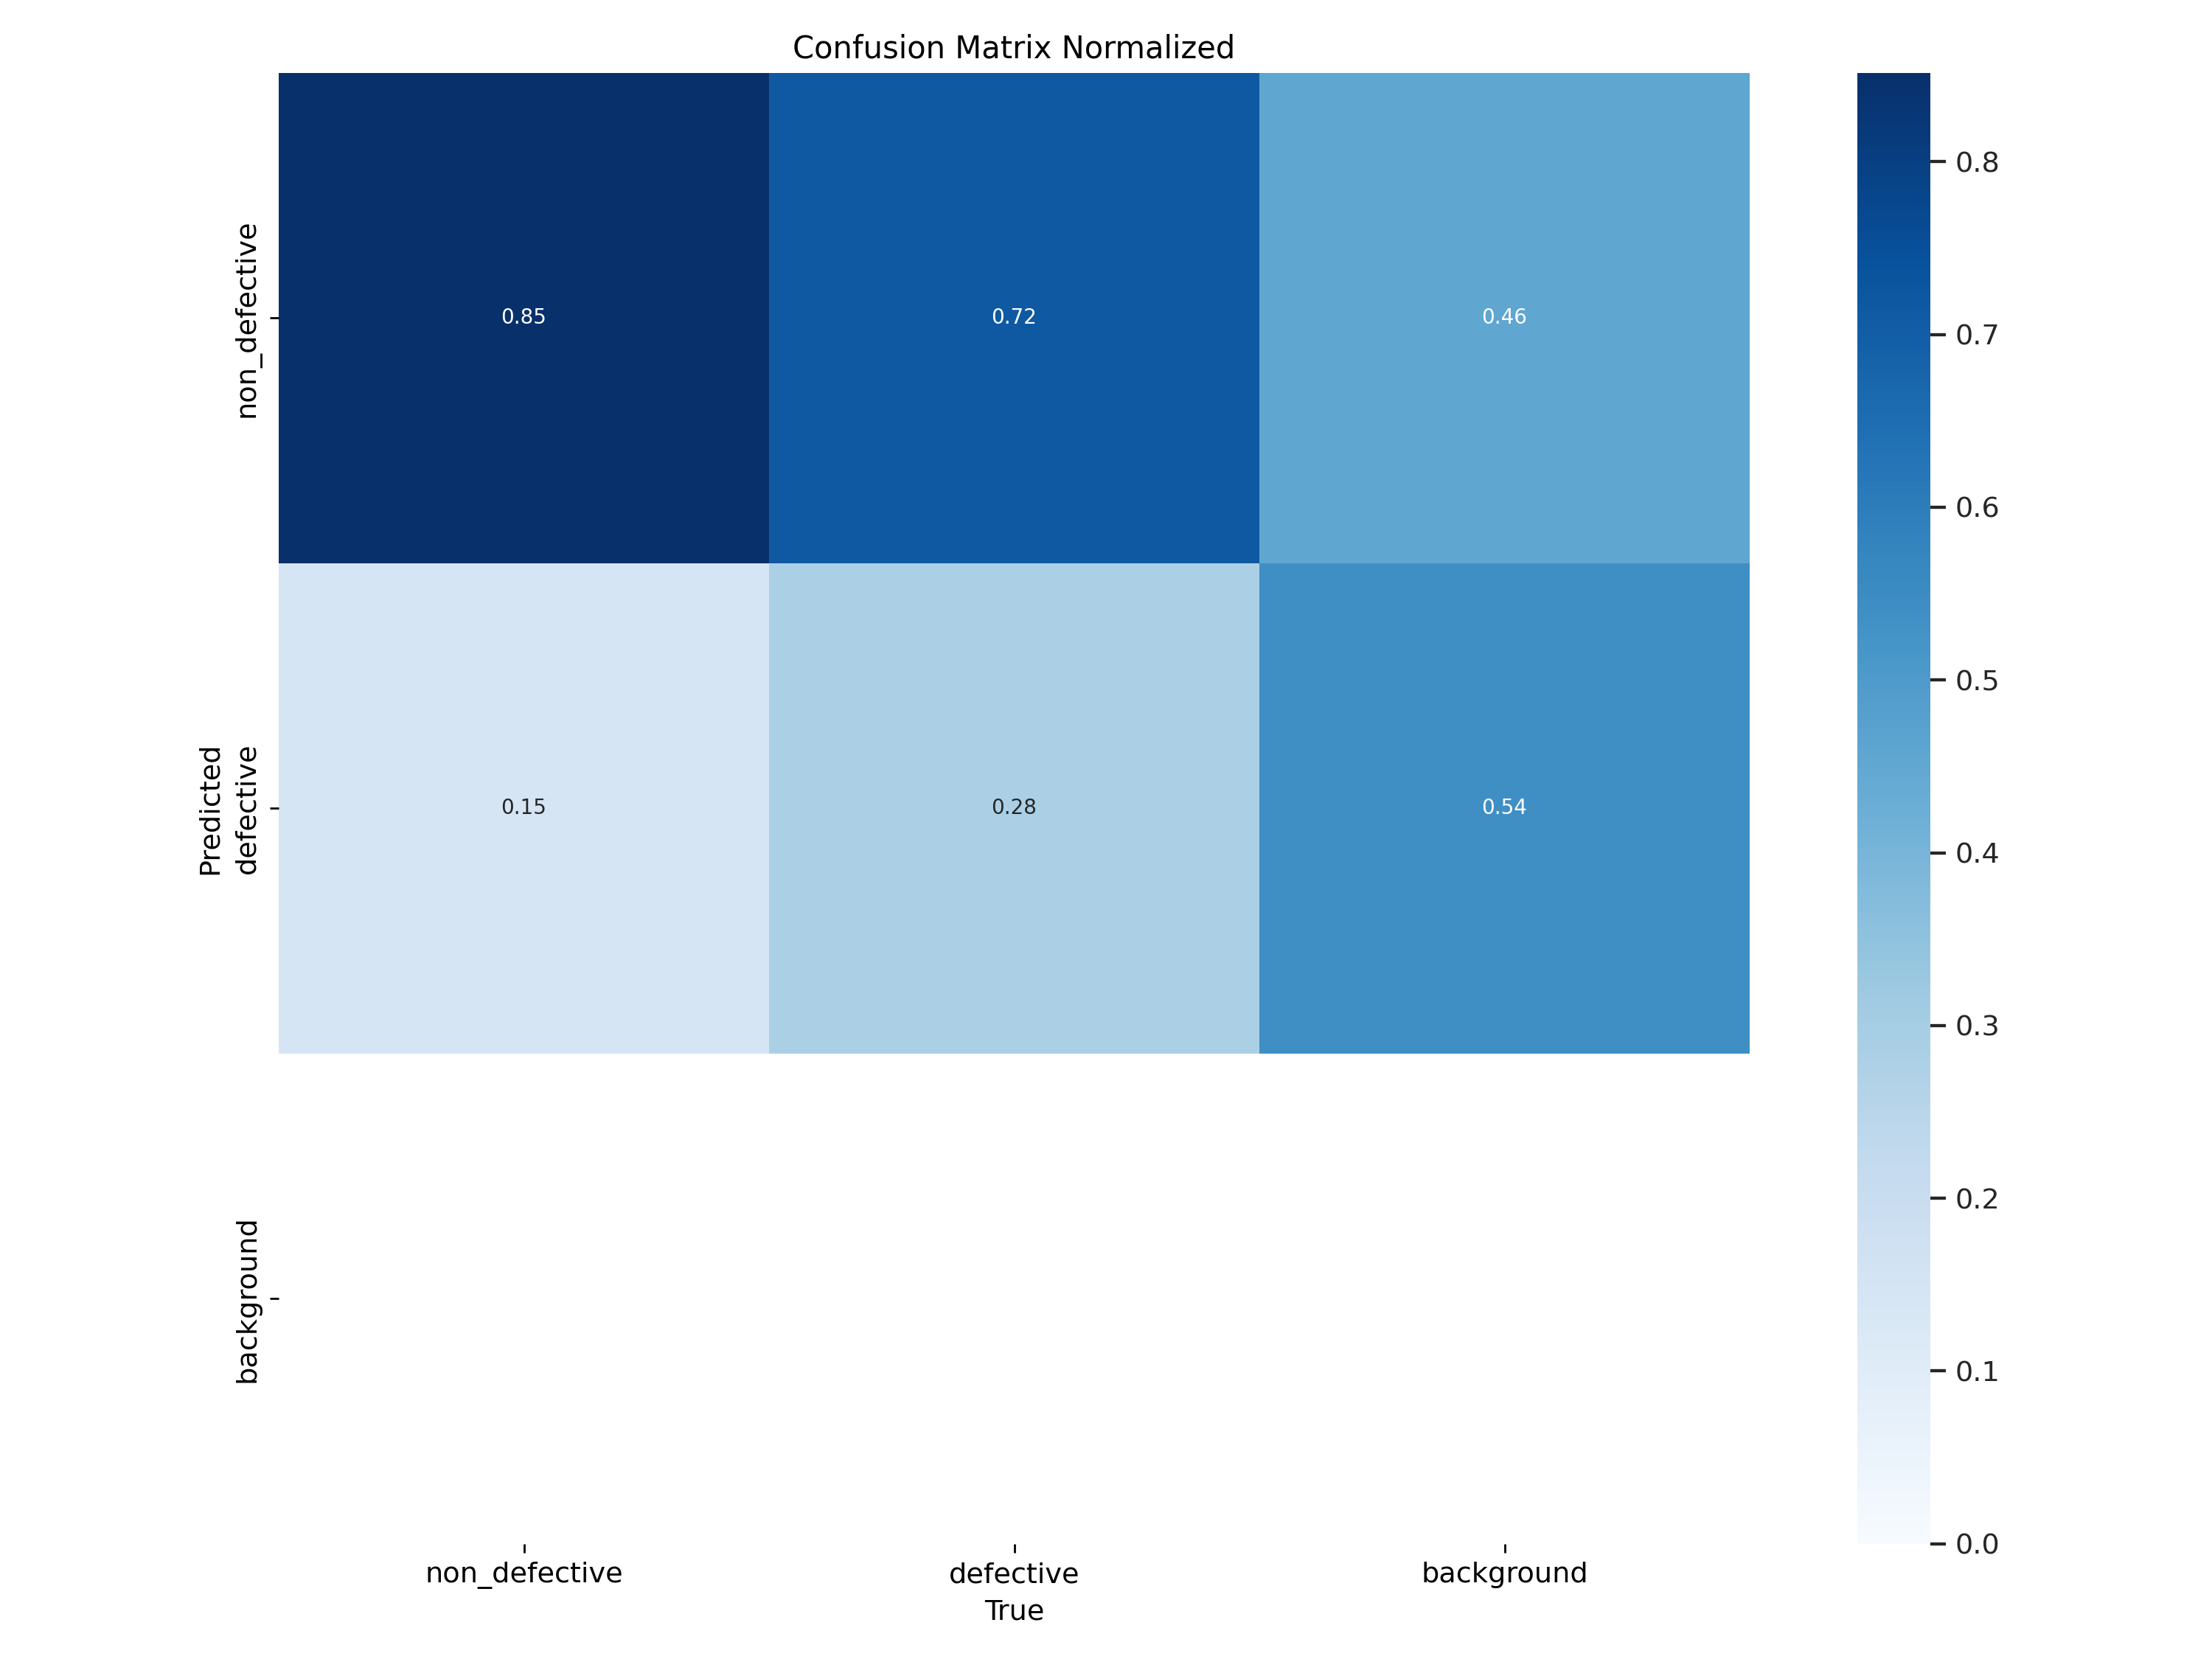 Confusion Matrix Normalized
non_defective
0.85
0.72
0.46
Predicted
defective
0.15
0.28
0.54
background
non_defective
defective
background
True
0.8
0.7
0.6
0.5
0.4
0.3
0.2
0.1
0.0